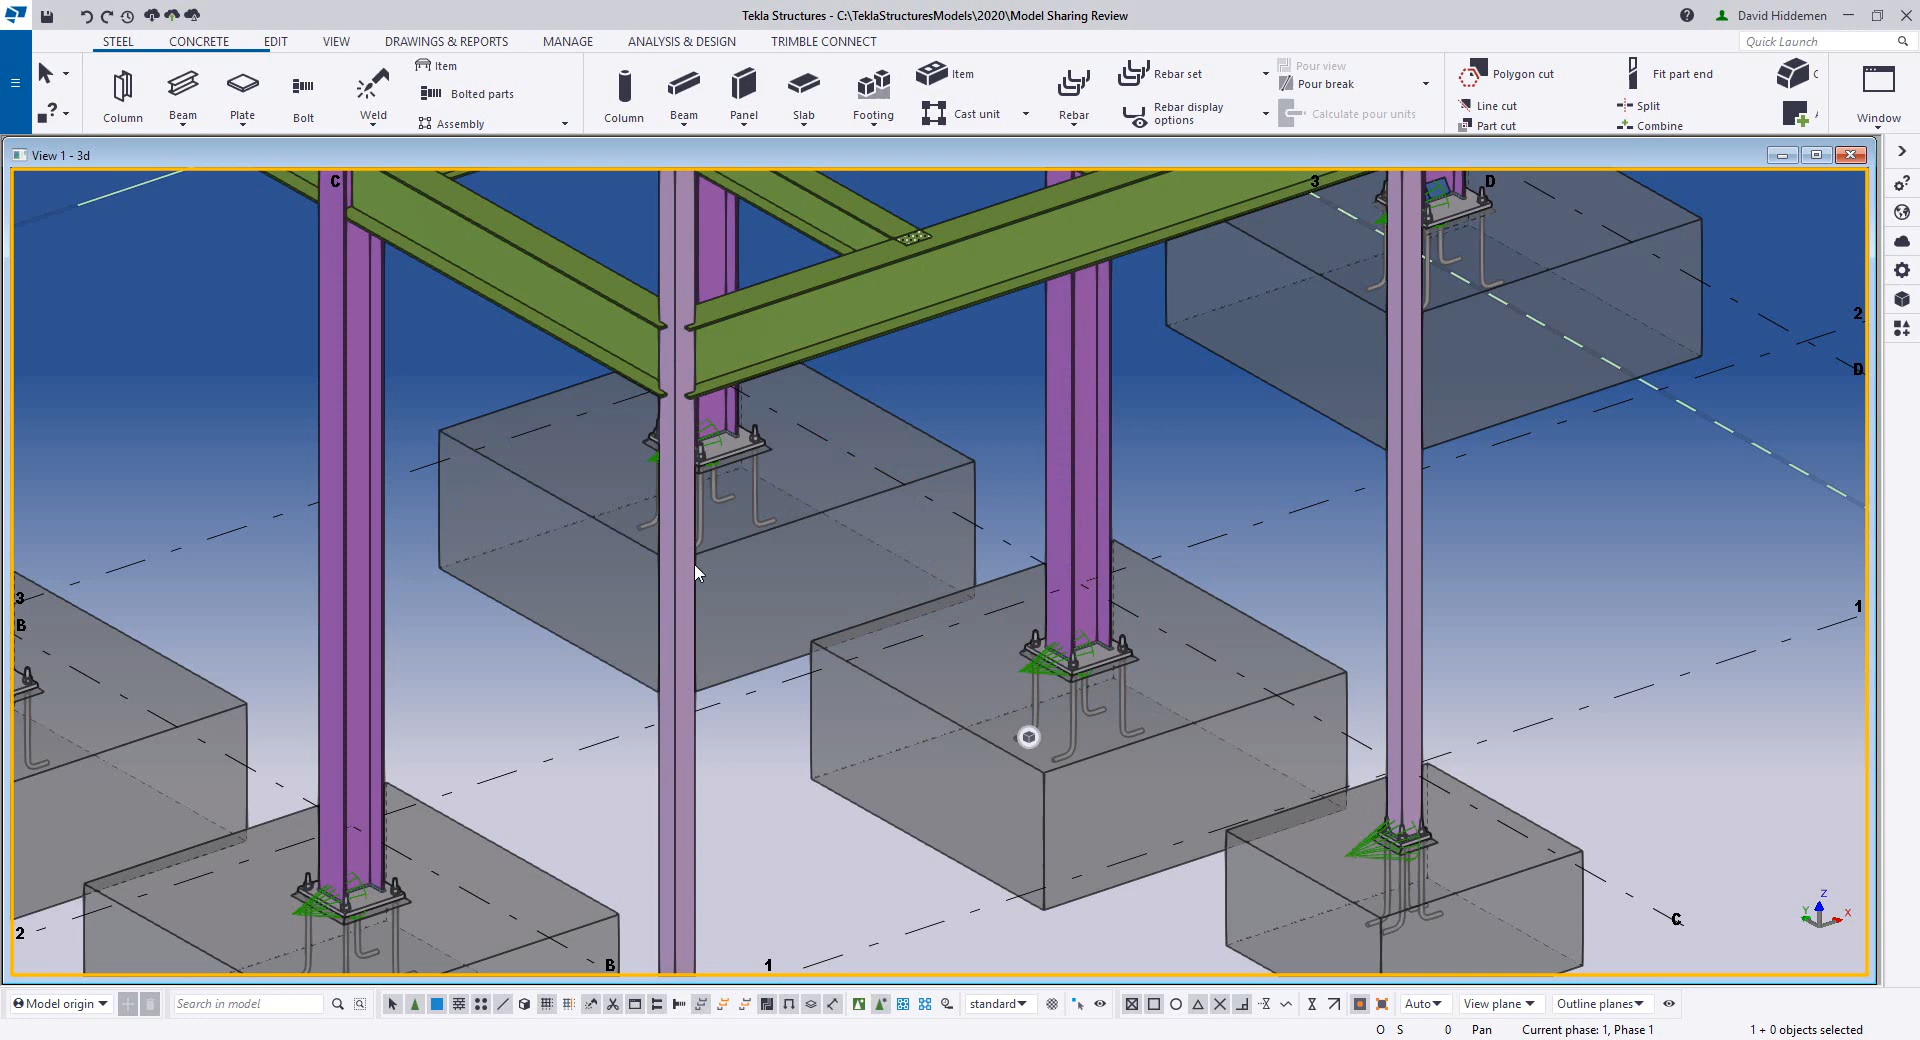 Tekla Structures - C:\TeklaStructuresModels\2020\Model Sharing Review
David Hiddemen
STEEL CONCRETE EDIT VIEW DRAWINGS & REPORTS MANAGE ANALYSIS & DESIGN TRIMBLE CONNECT
Quick Launch
Column Beam Plate Bolt Weld
Item
Bolted parts
Assembly
Column Beam Panel Slab Footing
Item
Cast unit
Rebar
Rebar set
Rebar display options
Pour view
Pour break
Calculate pour units
Polygon cut
Line cut
Part cut
Fit part end
Split
Combine
Window
View 1 - 3d
C
3
D
2
D
3
B
1
2
B
1
C
Z
Y
X
Model origin
Search in model
standard
Auto
View plane
Outline planes
O S 0 Pan Current phase: 1, Phase 1 1 + 0 objects selected